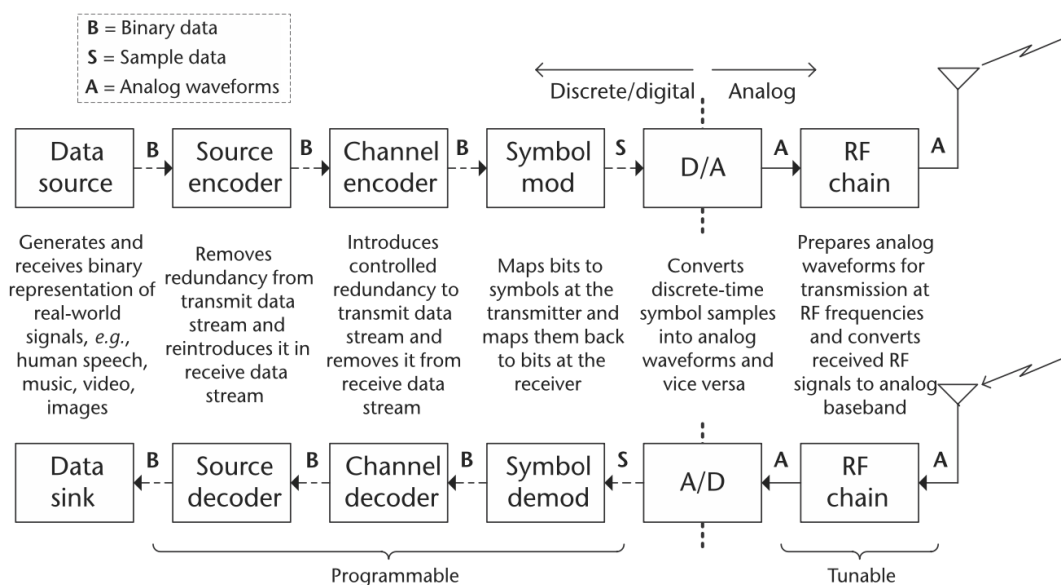 B = Binary data
S = Sample data
A = Analog waveforms
Discrete/digital
Analog
Data
source
B
Source
encoder
B
Channel
encoder
B
Symbol
mod
S
D/A
A
RF
chain
A
Generates and
receives binary
representation of
real-world
signals, e.g.,
human speech,
music, video,
images
Removes
redundancy from
transmit data
stream and
reintroduces it in
receive data
stream
Introduces
controlled
redundancy to
transmit data
stream and
removes it from
receive data
stream
Maps bits to
symbols at the
transmitter and
maps them back
to bits at the
receiver
Converts
discrete-time
symbol samples
into analog
waveforms and
vice versa
Prepares analog
waveforms for
transmission at
RF frequencies
and converts
received RF
signals to analog
baseband
Data
sink
B
Source
decoder
B
Channel
decoder
B
Symbol
demod
S
A/D
A
RF
chain
A
Programmable
Tunable